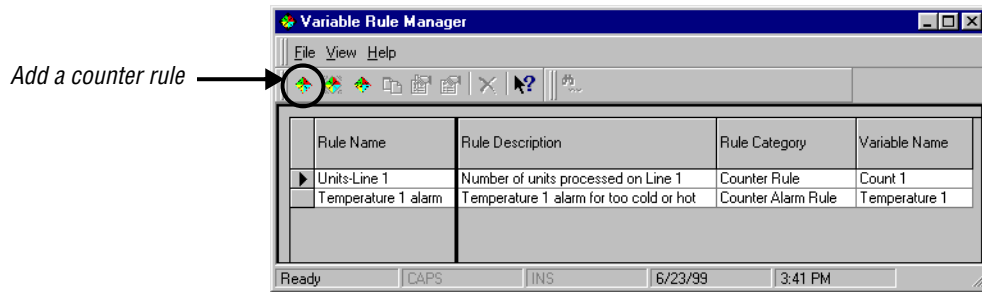 Variable Rule Manager
File View Help
Add a counter rule
Rule Name Rule Description Rule Category Variable Name
Units-Line 1 Number of units processed on Line 1 Counter Rule Count 1
Temperature 1 alarm Temperature 1 alarm for too cold or hot Counter Alarm Rule Temperature 1
Ready CAPS INS 6/23/99 3:41 PM